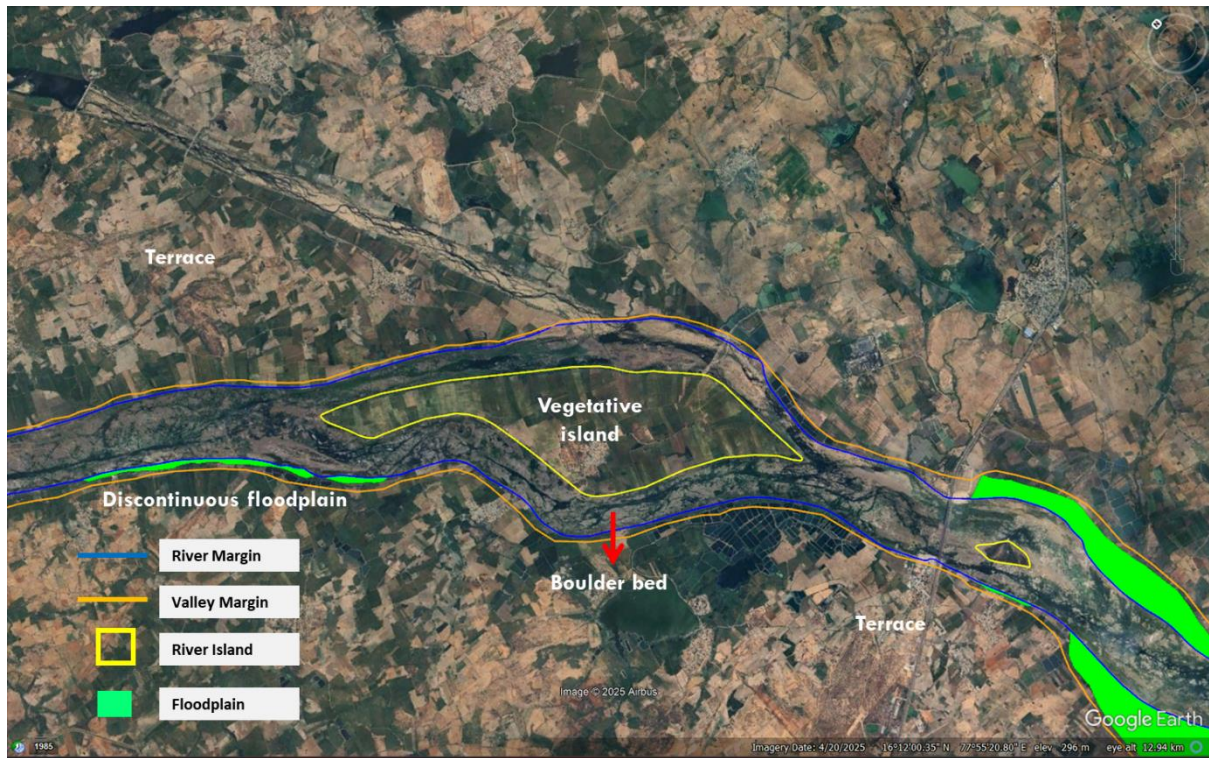 Terrace
Vegetative
island
Discontinuous floodplain
River Margin
Boulder bed
Valley Margin
Terrace
River Island
Image © 2025 Airbus
Floodplain
Google Earth
1985
Imagery Date: 4/20/2025 16°12'00.35" N 77°55'20.80" E elev 296 m eye alt 12.94 km